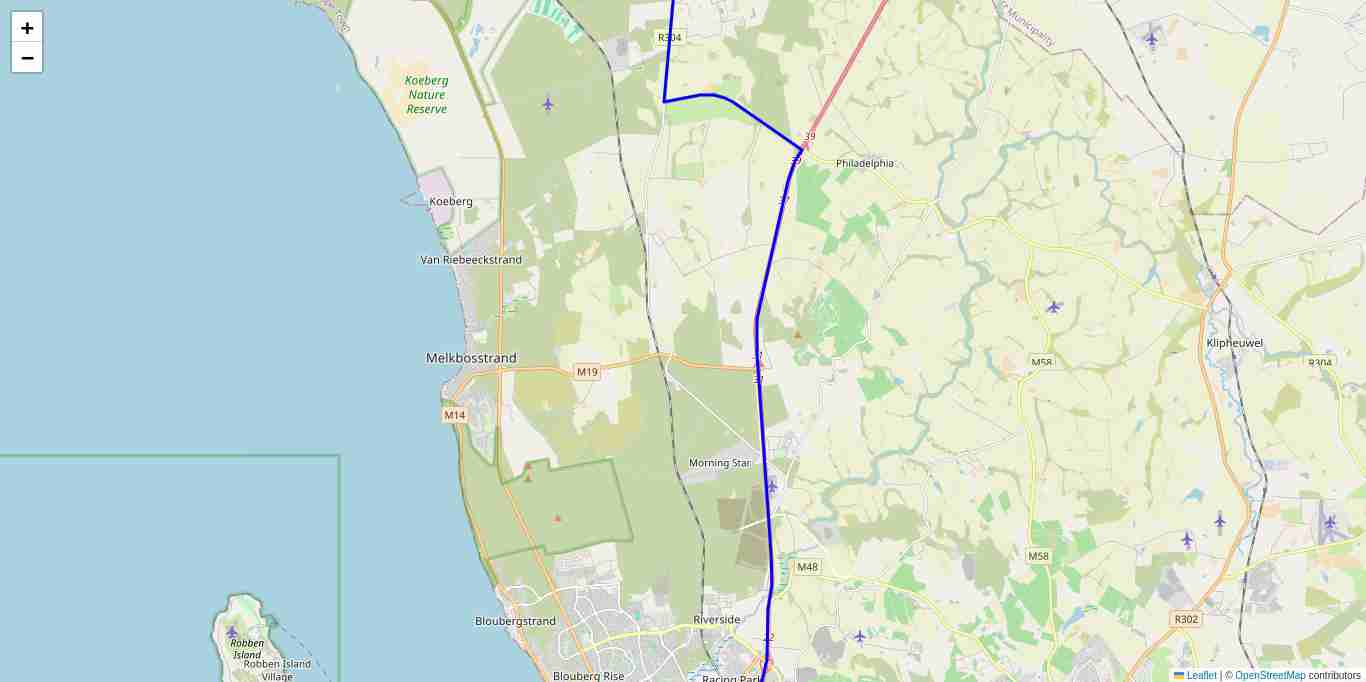 +
−
R304
Koeberg
Nature
Reserve
39
Philadelphia
Koeberg
Van Riebeeckstrand
Melkbosstrand
M19
M14
Klipheuwel
M58
R304
Morning Star
M58
M48
Riverside
Bloubergstrand
R302
Robben
Island
Robben Island
Village
Blouberg Rise
Racing Park
Leaflet | © OpenStreetMap contributors